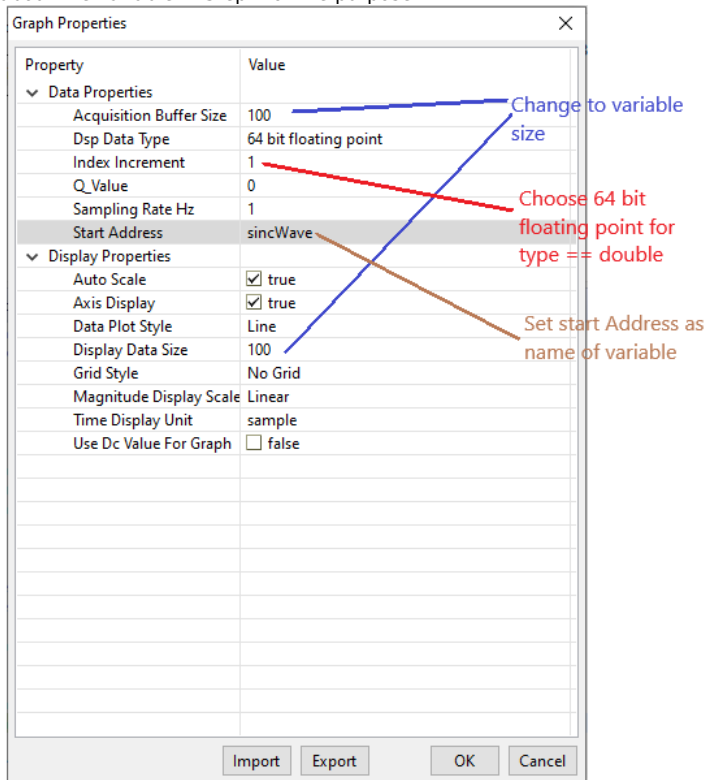 Graph Properties
Property Value
Data Properties
Acquisition Buffer Size 100
Dsp Data Type 64 bit floating point
Index Increment 1
Q_Value 0
Sampling Rate Hz 1
Start Address sincWave
Display Properties
Auto Scale true
Axis Display true
Data Plot Style Line
Display Data Size 100
Grid Style No Grid
Magnitude Display Scale Linear
Time Display Unit sample
Use Dc Value For Graph false
Import Export OK Cancel
Change to variable
size
Choose 64 bit
floating point for
type == double
Set start Address as
name of variable